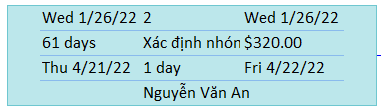 Wed 1/26/22 2 Wed 1/26/22
61 days Xác định nhón $320.00
Thu 4/21/22 1 day Fri 4/22/22
Nguyễn Văn An